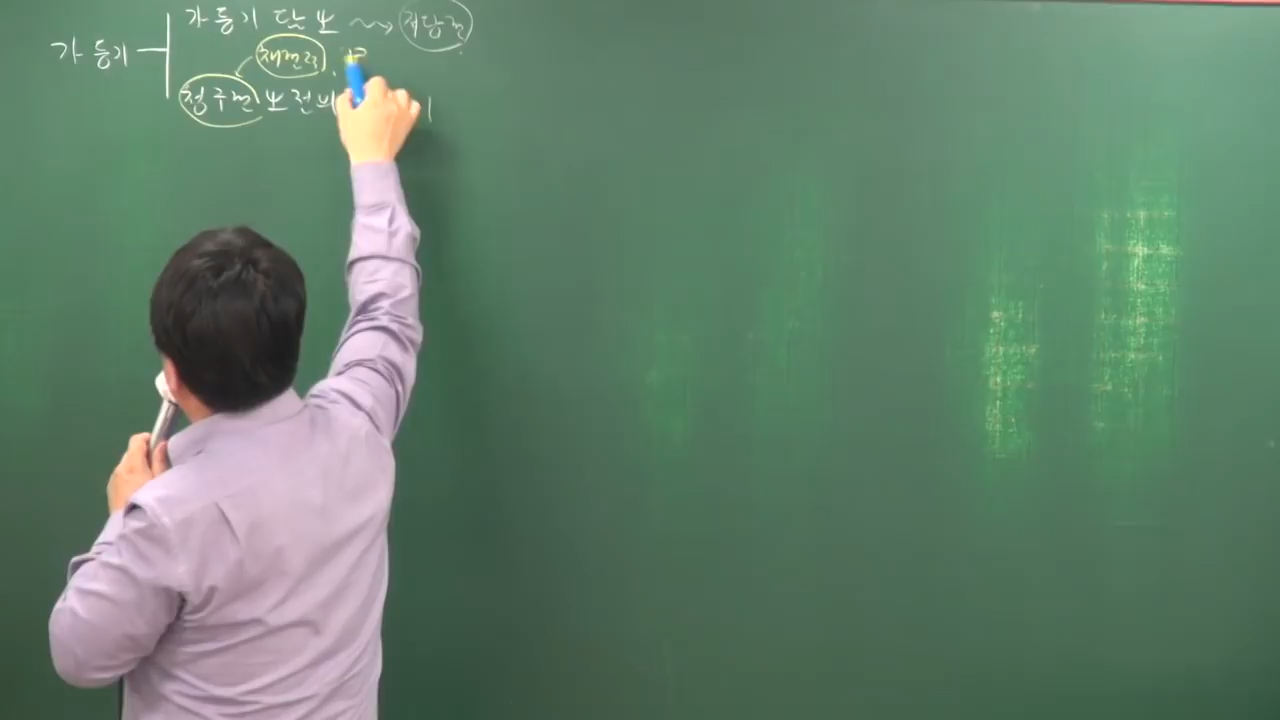 가등기담보 저당권
가등기
채권적
청구권 보전의